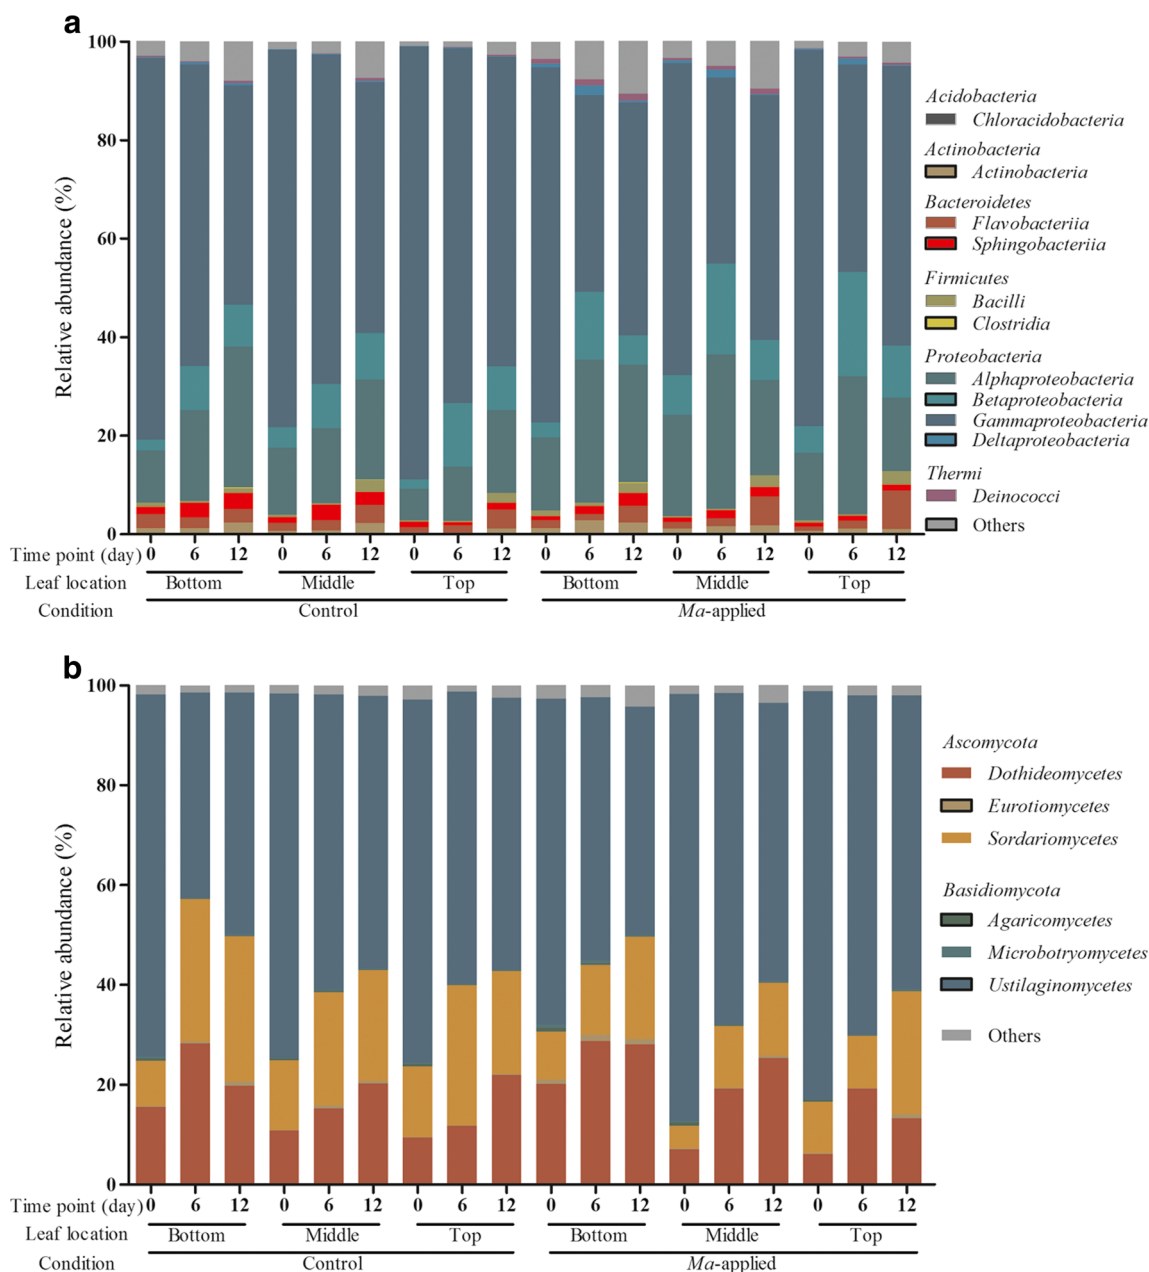 a
100
80
60
40
20
0
Relative abundance (%)
Acidobacteria
Chloracidobacteria
Actinobacteria
Actinobacteria
Bacteroidetes
Flavobacteriia
Sphingobacteriia
Firmicutes
Bacilli
Clostridia
Proteobacteria
Alphaproteobacteria
Betaproteobacteria
Gammaproteobacteria
Deltaproteobacteria
Thermi
Deinococci
Others
Time point (day) 0 6 12 0 6 12 0 6 12 0 6 12 0 6 12 0 6 12
Leaf location Bottom Middle Top Bottom Middle Top
Condition Control Ma-applied
b
100
80
60
40
20
0
Relative abundance (%)
Ascomycota
Dothideomycetes
Eurotiomycetes
Sordariomycetes
Basidiomycota
Agaricomycetes
Microbotryomycetes
Ustilaginomycetes
Others
Time point (day) 0 6 12 0 6 12 0 6 12 0 6 12 0 6 12 0 6 12
Leaf location Bottom Middle Top Bottom Middle Top
Condition Control Ma-applied